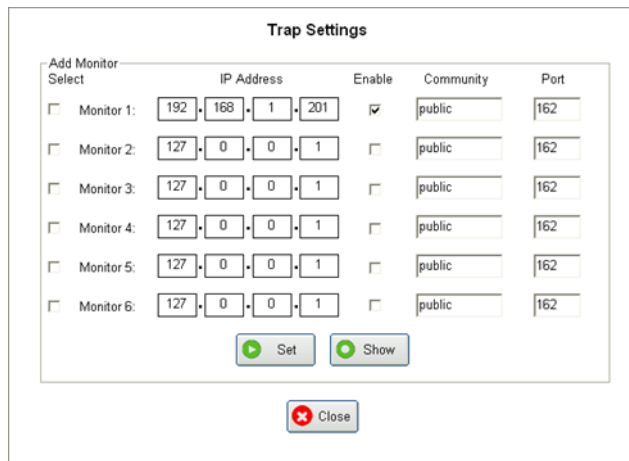 Trap Settings
Add Monitor
Select IP Address Enable Community Port
Monitor 1: 192 . 168 . 1 . 201 public 162
Monitor 2: 127 . 0 . 0 . 1 public 162
Monitor 3: 127 . 0 . 0 . 1 public 162
Monitor 4: 127 . 0 . 0 . 1 public 162
Monitor 5: 127 . 0 . 0 . 1 public 162
Monitor 6: 127 . 0 . 0 . 1 public 162
Set Show
Close